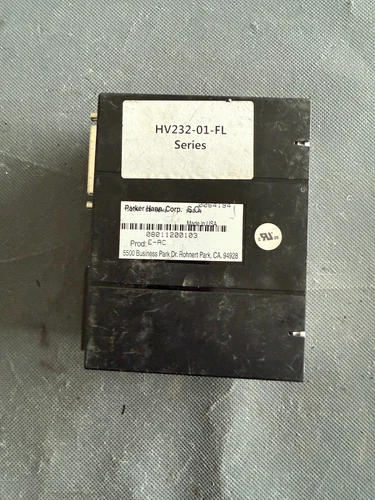 HV232-01-FL
Series
Parker Hann. Corp. S.O.
Made in USA
08011200103
Prod: E-AC
5500 Business Park Dr. Rohnert Park, CA. 94928